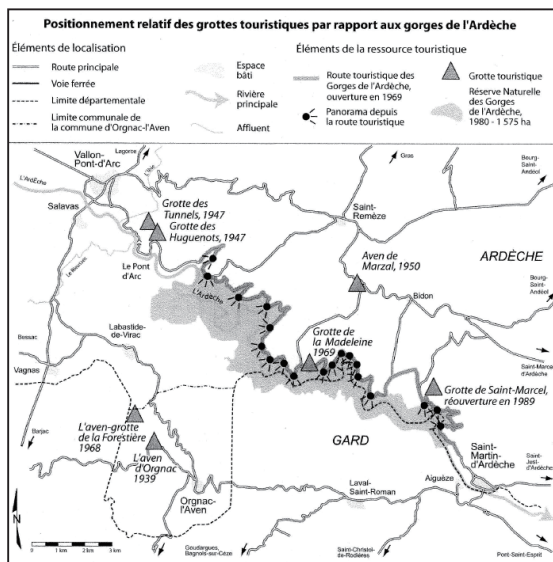 Positionnement relatif des grottes touristiques par rapport aux gorges de l'Ardèche
Éléments de localisation
Route principale
Voie ferrée
Limite départementale
Limite communale de
la commune d'Orgnac-l'Aven
Espace
bâti
Rivière
principale
Affluent
Éléments de la ressource touristique
Route touristique des
Gorges de l'Ardèche,
ouverture en 1969
Panorama depuis
la route touristique
Grotte touristique
Réserve Naturelle
des Gorges
de l'Ardèche,
1980 - 1 575 ha
Lagorce
Vallon-
Pont-d'Arc
Gras
Bourg-
Saint-
Andéol
L'Ardèche
Salavas
Grotte des
Tunnels, 1947
Grotte des
Huguenots, 1947
Saint-
Remèze
Le Pont
d'Arc
Aven de
Marzal, 1950
ARDÈCHE
Bourg-
Saint-
Andéol
Bidon
L'Ardèche
Labastide-
de-Virac
Bessas
Vagnas
Grotte de
la Madeleine
1969
Saint-Marcel
d'Ardèche
Grotte de Saint-Marcel,
réouverture en 1989
Barjac
L'aven-grotte
de la Forestière
1968
L'aven
d'Orgnac
1939
GARD
Saint-
Martin-
d'Ardèche
Saint-
Just-
d'Ardèche
Orgnac-
l'Aven
Laval-
Saint-Roman
Aiguèze
N
0 1 km 2 km 3 km
Goudargues,
Bagnols-sur-Cèze
Saint-Christol-
de-Rodières
Pont-Saint-Esprit